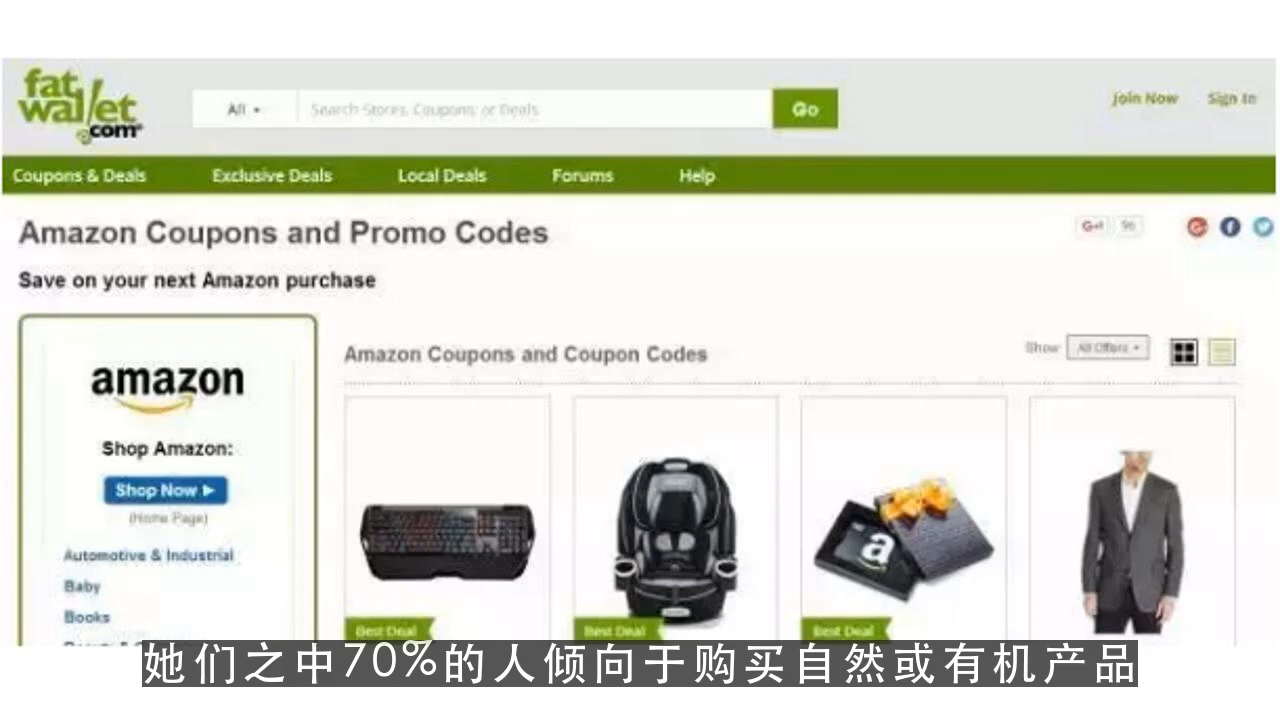 fat wallet .com
All
Search Stores, Coupons, or Deals
Go
Join Now
Sign In
Coupons & Deals
Exclusive Deals
Local Deals
Forums
Help
Amazon Coupons and Promo Codes
96
Save on your next Amazon purchase
amazon
Shop Amazon:
Shop Now
(Home Page)
Automotive & Industrial
Baby
Books
Amazon Coupons and Coupon Codes
Show
All Offers
a
Best Deal
Best Deal
Best Deal
她们之中70%的人倾向于购买自然或有机产品